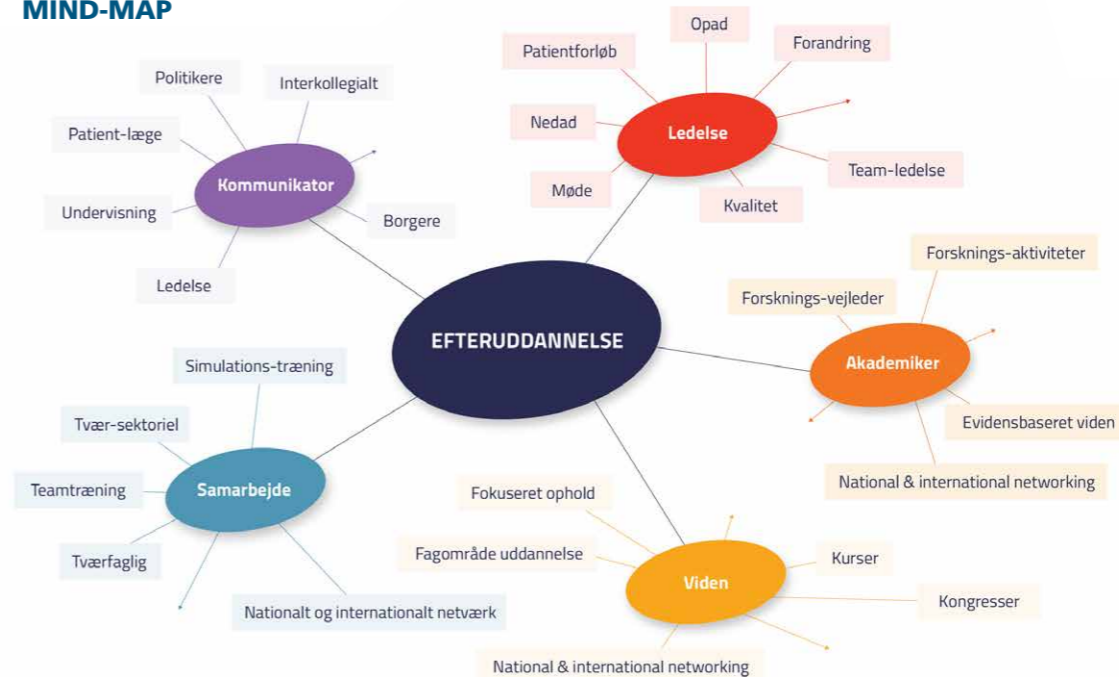 MIND-MAP
Politikere
Interkollegialt
Patient-læge
Kommunikator
Undervisning
Borgere
Ledelse
Opad
Patientforløb
Forandring
Nedad
Ledelse
Møde
Team-ledelse
Kvalitet
EFTERUDDANNELSE
Forsknings-aktiviteter
Forsknings-vejleder
Akademiker
Evidensbaseret viden
National & international networking
Simulations-træning
Tvær-sektoriel
Teamtræning
Samarbejde
Tværfaglig
Nationalt og internationalt netværk
Fokuseret ophold
Fagområde uddannelse
Viden
Kurser
Kongresser
National & international networking